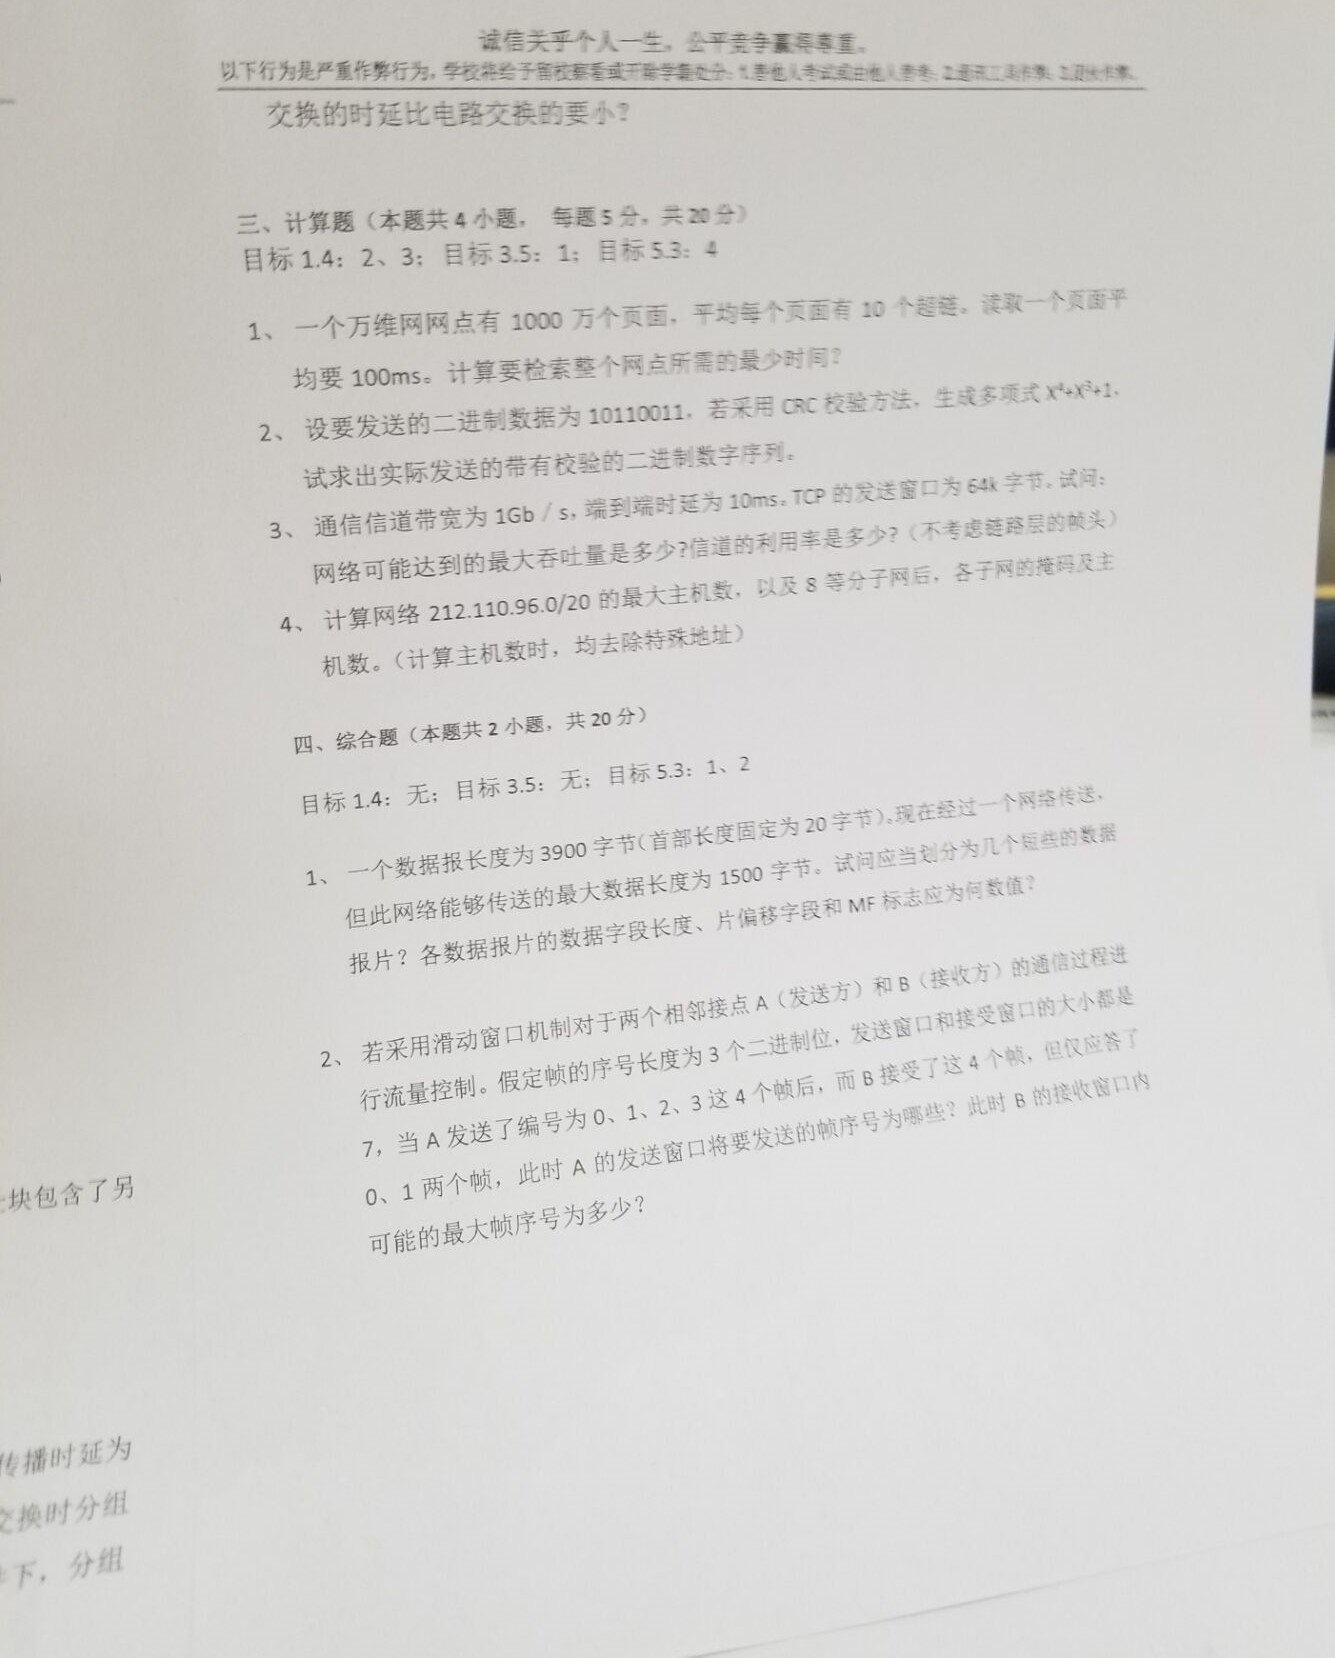 诚信关乎个人一生，公平竞争赢得尊重。
以下行为是严重作弊行为，学校将给予留校察看或开除学籍处分：1.替他人考试或由他人替考；2.通讯工具作弊；3.团伙作弊。
交换的时延比电路交换的要小？
三、计算题（本题共 4 小题， 每题 5 分，共 20 分）
目标 1.4：2、3；目标 3.5：1；目标 5.3：4
1、 一个万维网网点有 1000 万个页面，平均每个页面有 10 个超链。读取一个页面平
均要 100ms。计算要检索整个网点所需的最少时间？
2、 设要发送的二进制数据为 10110011，若采用 CRC 校验方法，生成多项式 X⁴+X³+1，
试求出实际发送的带有校验的二进制数字序列。
3、 通信信道带宽为 1Gb / s，端到端时延为 10ms。TCP 的发送窗口为 64k 字节。试问：
网络可能达到的最大吞吐量是多少?信道的利用率是多少?（不考虑链路层的帧头）
4、 计算网络 212.110.96.0/20 的最大主机数，以及 8 等分子网后，各子网的掩码及主
机数。（计算主机数时，均去除特殊地址）
四、综合题（本题共 2 小题，共 20 分）
目标 1.4：无；目标 3.5：无；目标 5.3：1、2
1、 一个数据报长度为 3900 字节（首部长度固定为 20 字节）。现在经过一个网络传送，
但此网络能够传送的最大数据长度为 1500 字节。试问应当划分为几个短些的数据
报片？各数据报片的数据字段长度、片偏移字段和 MF 标志应为何数值？
2、 若采用滑动窗口机制对于两个相邻接点 A（发送方）和 B（接收方）的通信过程进
行流量控制。假定帧的序号长度为 3 个二进制位，发送窗口和接受窗口的大小都是
7，当 A 发送了编号为 0、1、2、3 这 4 个帧后，而 B 接受了这 4 个帧，但仅应答了
0、1 两个帧，此时 A 的发送窗口将要发送的帧序号为哪些？此时 B 的接收窗口内
可能的最大帧序号为多少？
块包含了另
传播时延为
交换时分组
下，分组